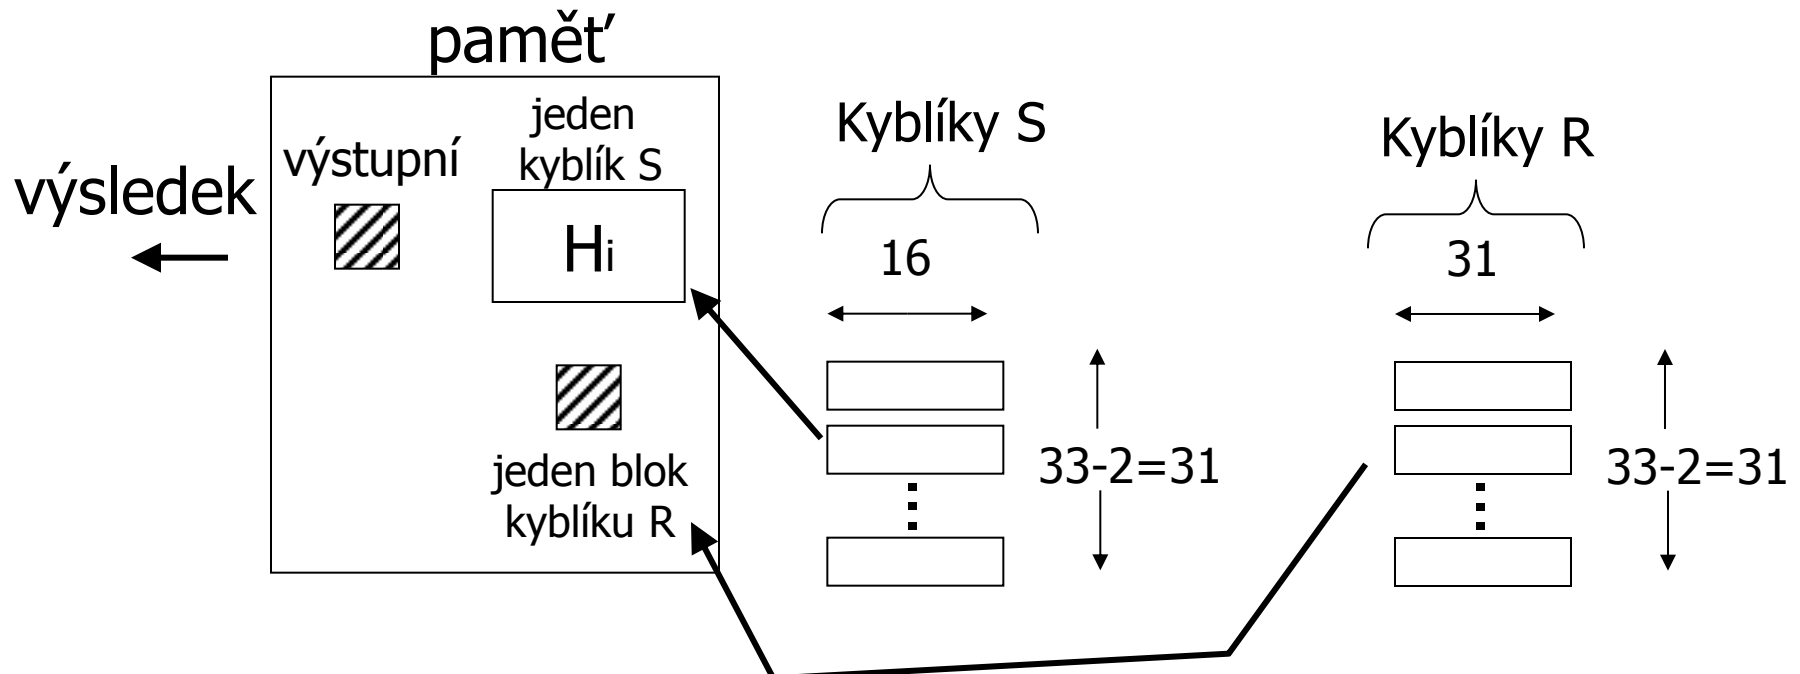 paměť
výsledek
výstupní
jeden
kyblík S
Hi
jeden blok
kyblíku R
Kyblíky S
16
33-2=31
Kyblíky R
31
33-2=31